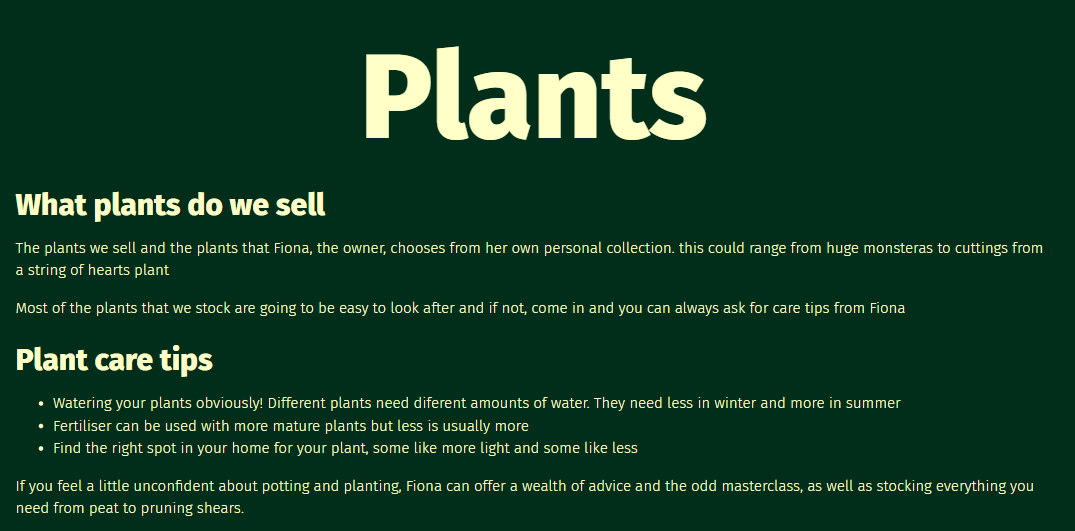 Plants
What plants do we sell
The plants we sell and the plants that Fiona, the owner, chooses from her own personal collection. this could range from huge monsteras to cuttings from
a string of hearts plant
Most of the plants that we stock are going to be easy to look after and if not, come in and you can always ask for care tips from Fiona
Plant care tips
• Watering your plants obviously! Different plants need diferent amounts of water. They need less in winter and more in summer
• Fertiliser can be used with more mature plants but less is usually more
• Find the right spot in your home for your plant, some like more light and some like less
If you feel a little unconfident about potting and planting, Fiona can offer a wealth of advice and the odd masterclass, as well as stocking everything you
need from peat to pruning shears.